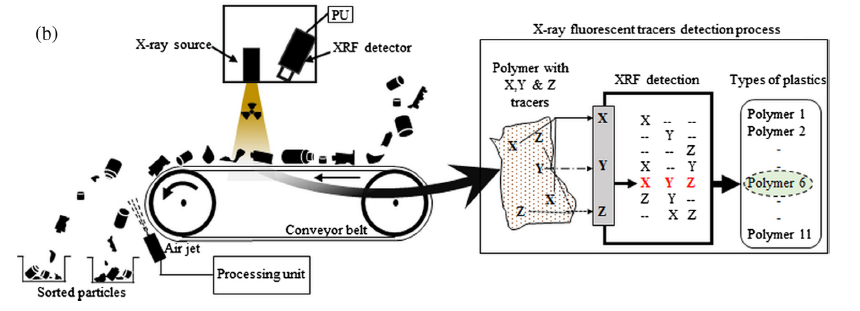 (b)
PU
X-ray source
XRF detector
Conveyor belt
Air jet
Processing unit
Sorted particles
X-ray fluorescent tracers detection process
Polymer with
X,Y & Z
tracers
X
Z
Y
X
Z
X
Y
Z
XRF detection
X -- --
-- Y --
-- -- Z
X -- Y
X Y Z
Z Y --
-- X Z
Types of plastics
Polymer 1
Polymer 2
-
-
Polymer 6
-
-
Polymer 11